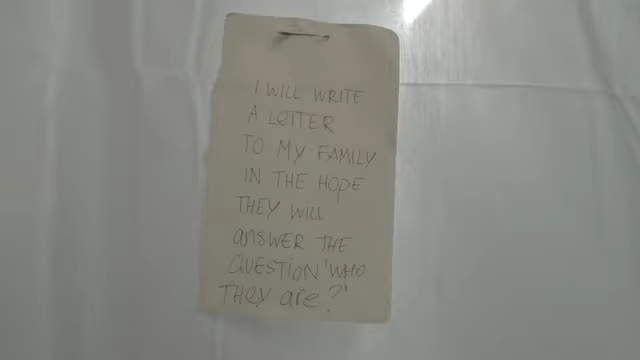 I WILL WRITE
A LETTER
TO MY FAMILY
IN THE HOPE
THEY WILL
ANSWER THE
QUESTION 'WHO
THEY are?'